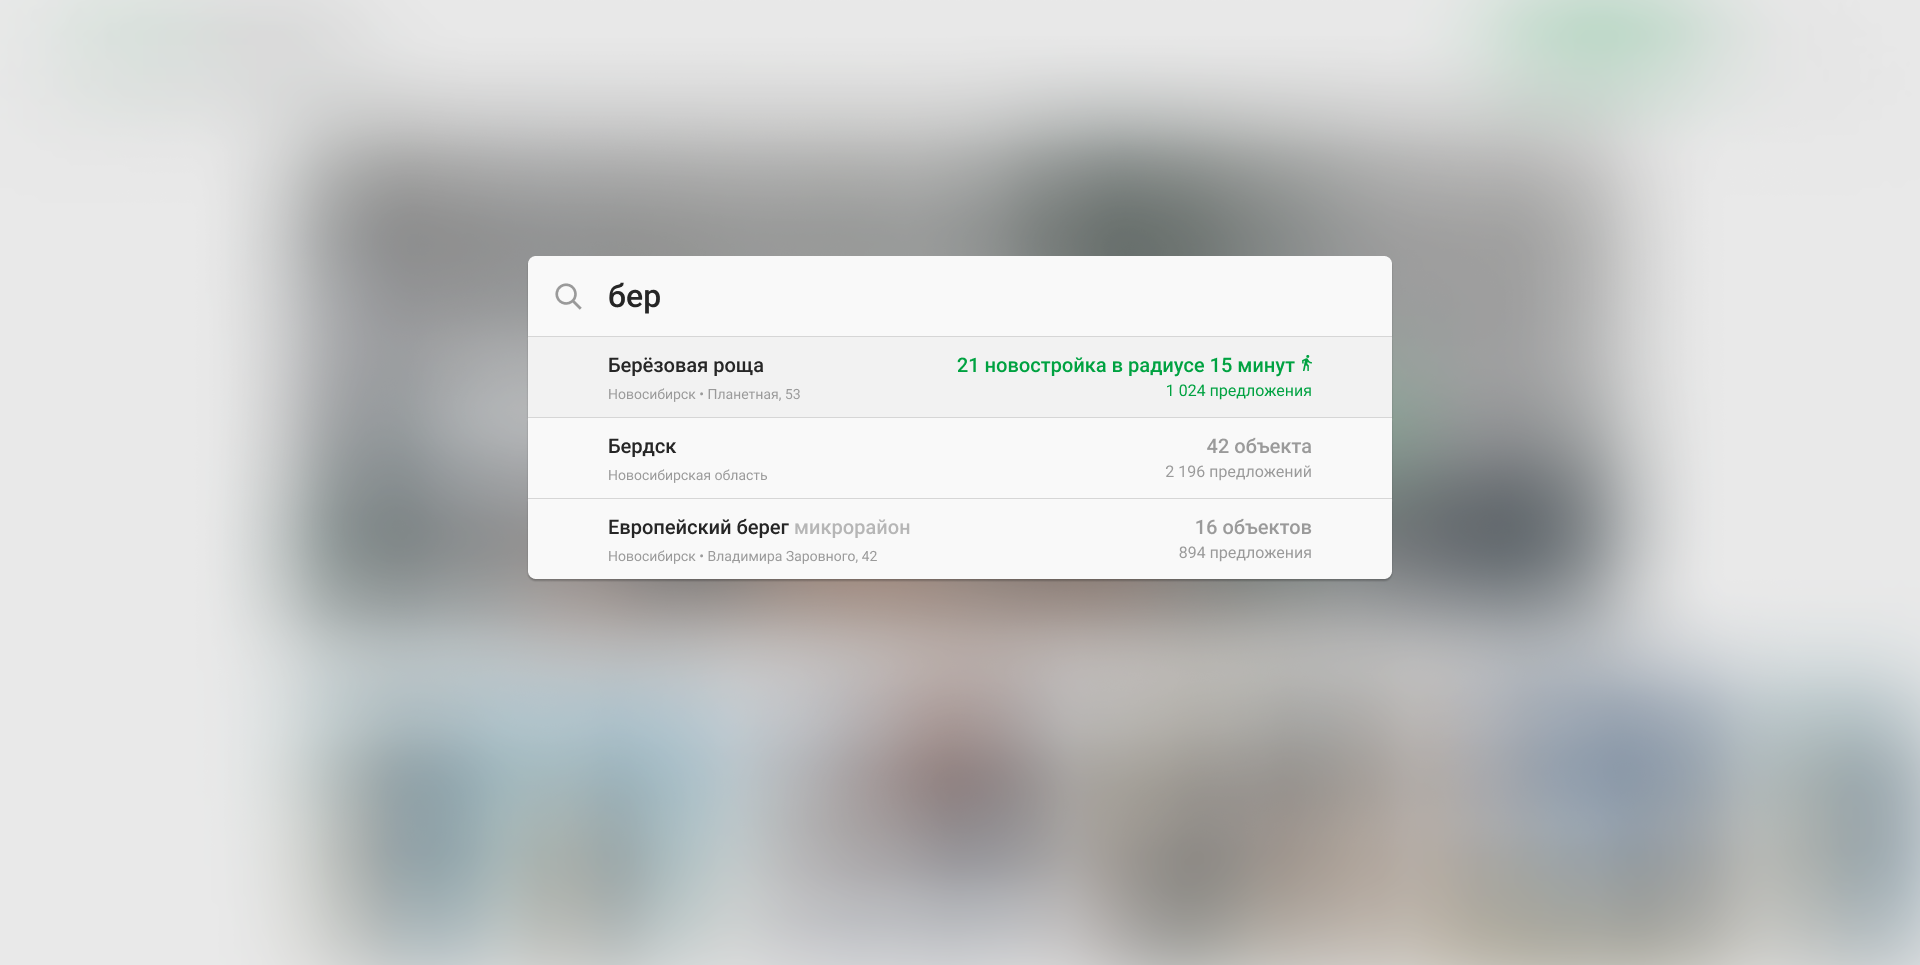 бер
Берёзовая роща
21 новостройка в радиусе 15 минут
Новосибирск • Планетная, 53
1 024 предложения
Бердск
42 объекта
Новосибирская область
2 196 предложений
Европейский берег микрорайон
16 объектов
Новосибирск • Владимира Заровного, 42
894 предложения